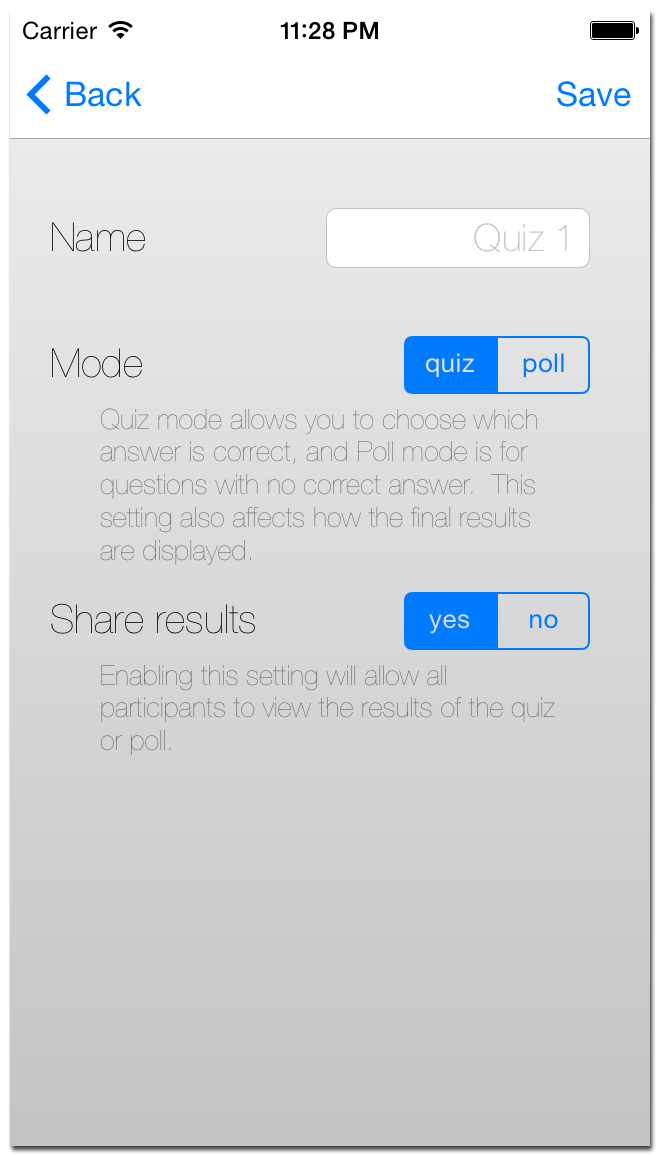 Carrier 11:28 PM
Back Save
Name Quiz 1
Mode quiz poll
Quiz mode allows you to choose which
answer is correct, and Poll mode is for
questions with no correct answer.  This
setting also affects how the final results
are displayed.
Share results yes no
Enabling this setting will allow all
participants to view the results of the quiz
or poll.